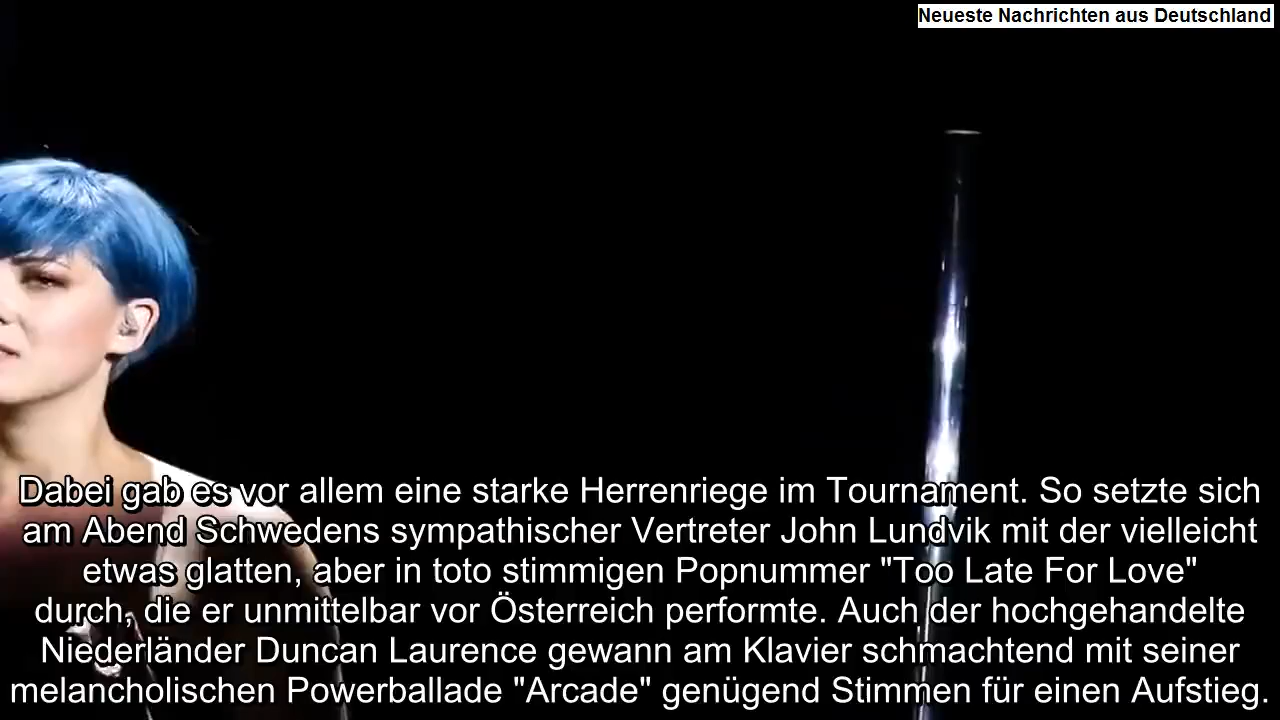 Neueste Nachrichten aus Deutschland
Dabei gab es vor allem eine starke Herrenriege im Tournament. So setzte sich
am Abend Schwedens sympathischer Vertreter John Lundvik mit der vielleicht
etwas glatten, aber in toto stimmigen Popnummer "Too Late For Love"
durch, die er unmittelbar vor Österreich performte. Auch der hochgehandelte
Niederländer Duncan Laurence gewann am Klavier schmachtend mit seiner
melancholischen Powerballade "Arcade" genügend Stimmen für einen Aufstieg.